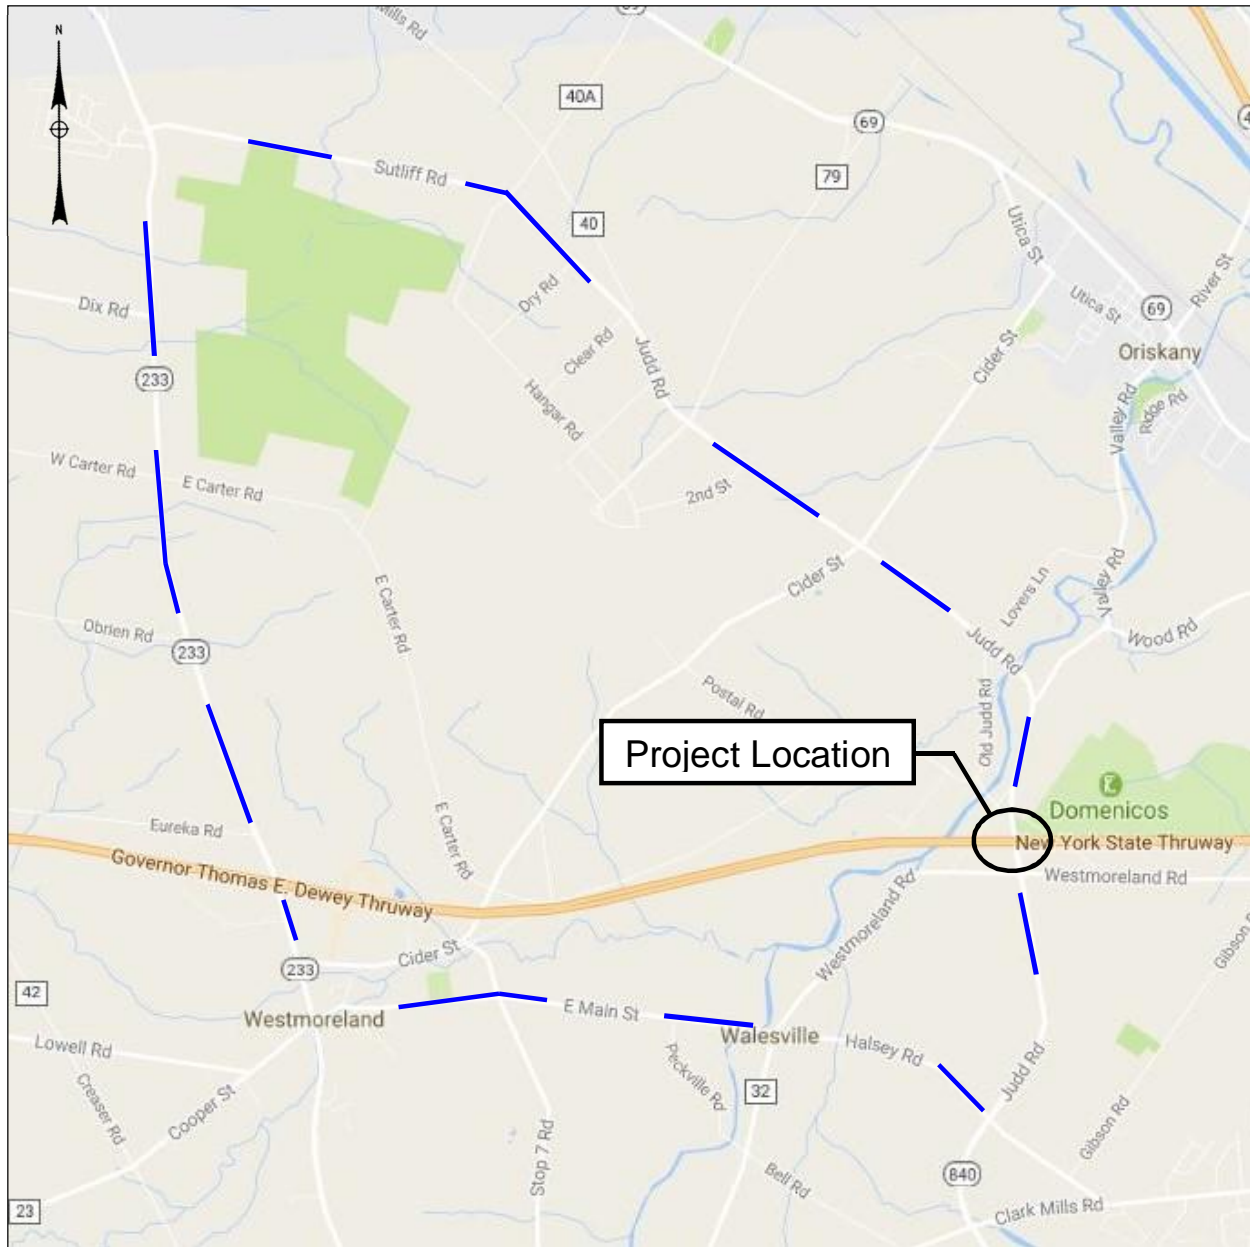 N
Mills Rd
69
40A
69
4
Sutliff Rd
79
40
Utica St
River St
Dry Rd
Utica St
Dix Rd
69
Clear Rd
Judd Rd
Cider St
Oriskany
233
Hangar Rd
Valley Rd
Ridge Rd
W Carter Rd
E Carter Rd
2nd St
Cider St
Lovers Ln
Valley Rd
E Carter Rd
Obrien Rd
233
Judd Rd
Wood Rd
Postal Rd
Old Judd Rd
Project Location
Domenicos
E Carter Rd
Eureka Rd
New York State Thruway
Governor Thomas E. Dewey Thruway
Westmoreland Rd
Westmoreland Rd
Gibson R
Cider St
233
42
Westmoreland
E Main St
Walesville
Halsey Rd
Lowell Rd
Peckville Rd
Judd Rd
Creaser Rd
Cooper St
32
Gibson Rd
Stop 7 Rd
Bell Rd
840
23
Clark Mills Rd